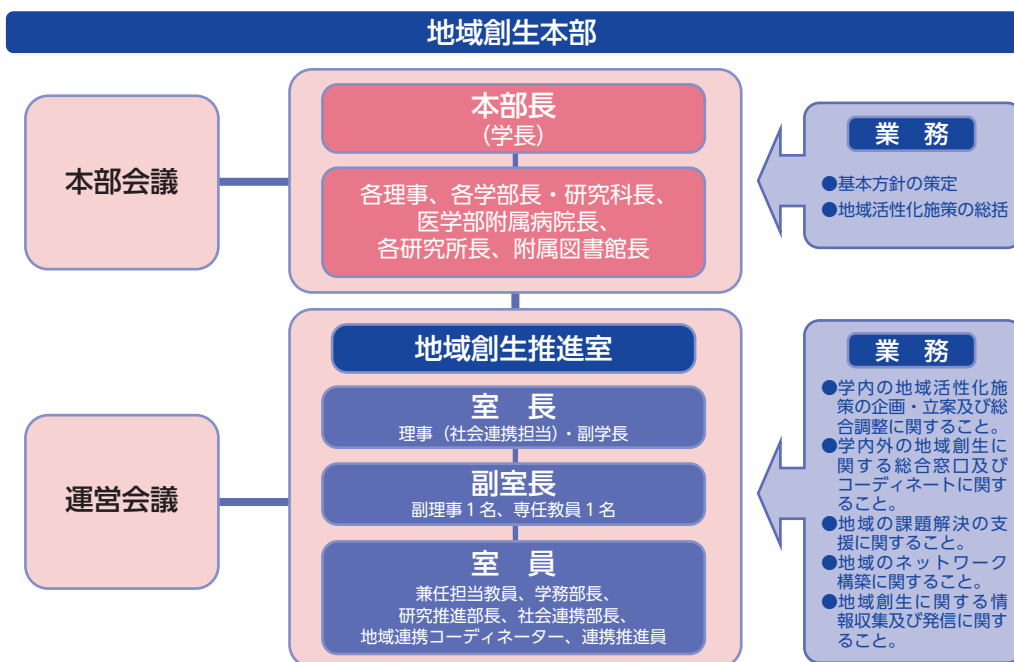 地域創生本部
本部会議
本部長
(学長)
各理事、各学部長・研究科長、
医学部附属病院長、
各研究所長、附属図書館長
業 務
●基本方針の策定
●地域活性化施策の総括
運営会議
地域創生推進室
室 長
理事(社会連携担当)・副学長
副室長
副理事1名、専任教員1名
室 員
兼任担当教員、学務部長、
研究推進部長、社会連携部長、
地域連携コーディネーター、連携推進員
業 務
●学内の地域活性化施
策の企画・立案及び総
合調整に関すること。
●学内外の地域創生に
関する総合窓口及び
コーディネートに関す
ること。
●地域の課題解決の支
援に関すること。
●地域のネットワーク
構築に関すること。
●地域創生に関する情
報収集及び発信に関す
ること。